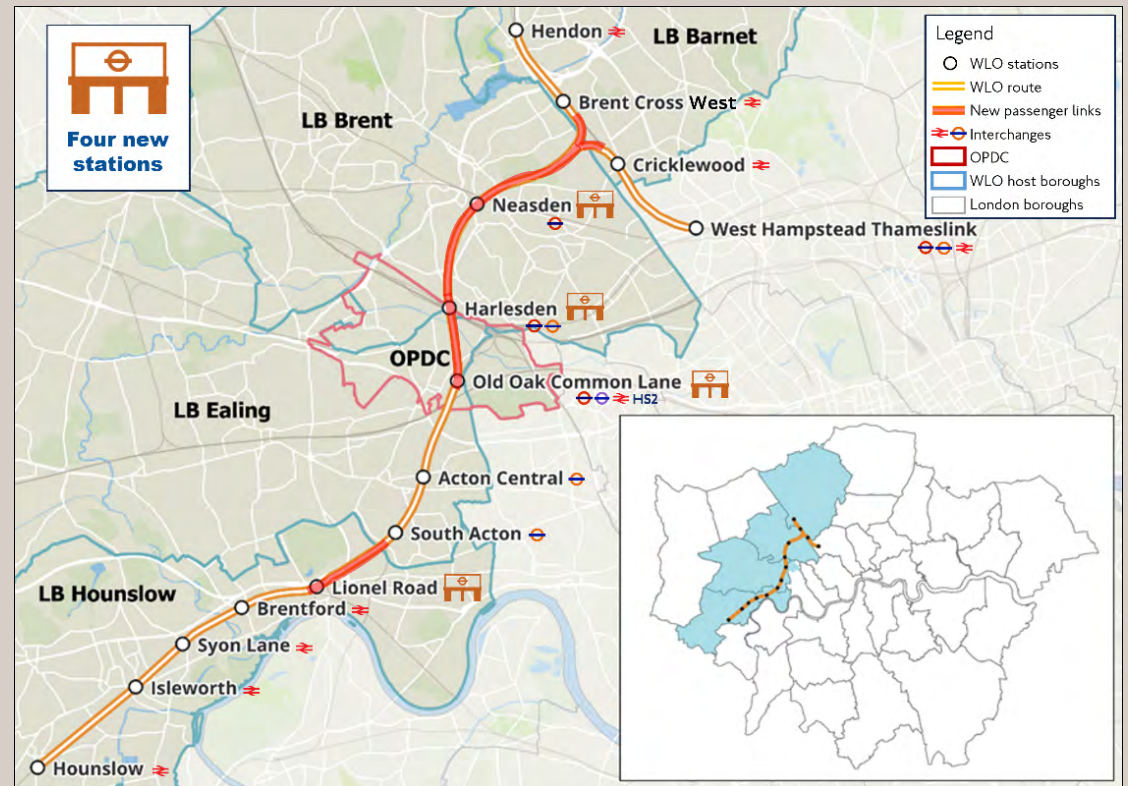 Four new
stations
Hendon
LB Barnet
Legend
WLO stations
WLO route
New passenger links
Interchanges
OPDC
WLO host boroughs
London boroughs
Brent Cross West
LB Brent
Cricklewood
Neasden
West Hampstead Thameslink
Harlesden
OPDC
Old Oak Common Lane
HS2
LB Ealing
Acton Central
South Acton
Lionel Road
LB Hounslow
Brentford
Syon Lane
Isleworth
Hounslow